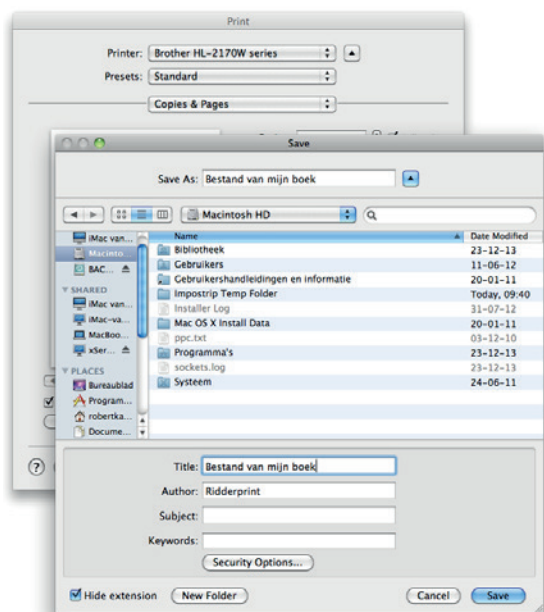 Print
Printer: Brother HL-2170W series
Presets: Standard
Copies & Pages
Save
Save As: Bestand van mijn boek
Macintosh HD
Name Date Modified
iMac van...
Macinto...
BAC...
SHARED
iMac van...
iMac-va...
MacBoo...
xSer...
PLACES
Bureaublad
Program...
robertka...
Docume...
Bibliotheek 23-12-13
Gebruikers 11-06-12
Gebruikershandleidingen en informatie 20-01-11
Impostrip Temp Folder Today, 09:40
Installer Log 31-07-12
Mac OS X Install Data 20-01-11
ppc.txt 03-12-10
Programma's 23-12-13
sockets.log 23-12-13
Systeem 24-06-11
?
Title: Bestand van mijn boek
Author: Ridderprint
Subject:
Keywords:
Security Options...
Hide extension New Folder Cancel Save